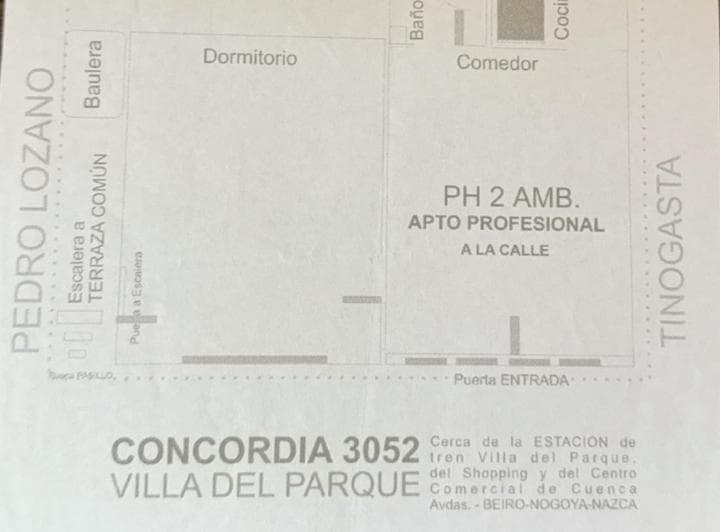 Baño
Coci
Dormitorio
Comedor
Baulera
PEDRO LOZANO
Escalera a
TERRAZA COMÚN
Puerta a Escalera
PH 2 AMB.
APTO PROFESIONAL
A LA CALLE
TINOGASTA
PASILLO
Puerta ENTRADA
CONCORDIA 3052
VILLA DEL PARQUE
Cerca de la ESTACION de
tren Villa del Parque.
del Shopping y del Centro
Comercial de Cuenca
Avdas. - BEIRO-NOGOYA-NAZCA